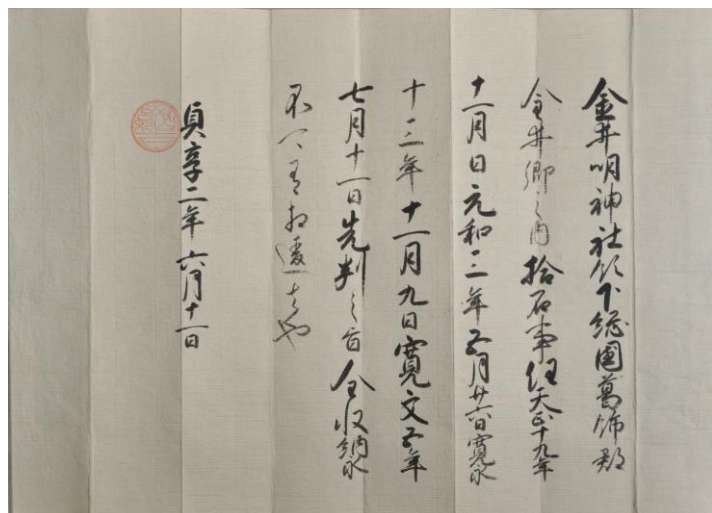 金井明神社領下総國葛飾郡
金井郷之内拾石事任天正十九年
十一月日元和三年五月廿六日寛永
十三年十一月九日寛文五年
七月十一日先判之旨全収納永
不可有相違者也
貞享二年六月十一日